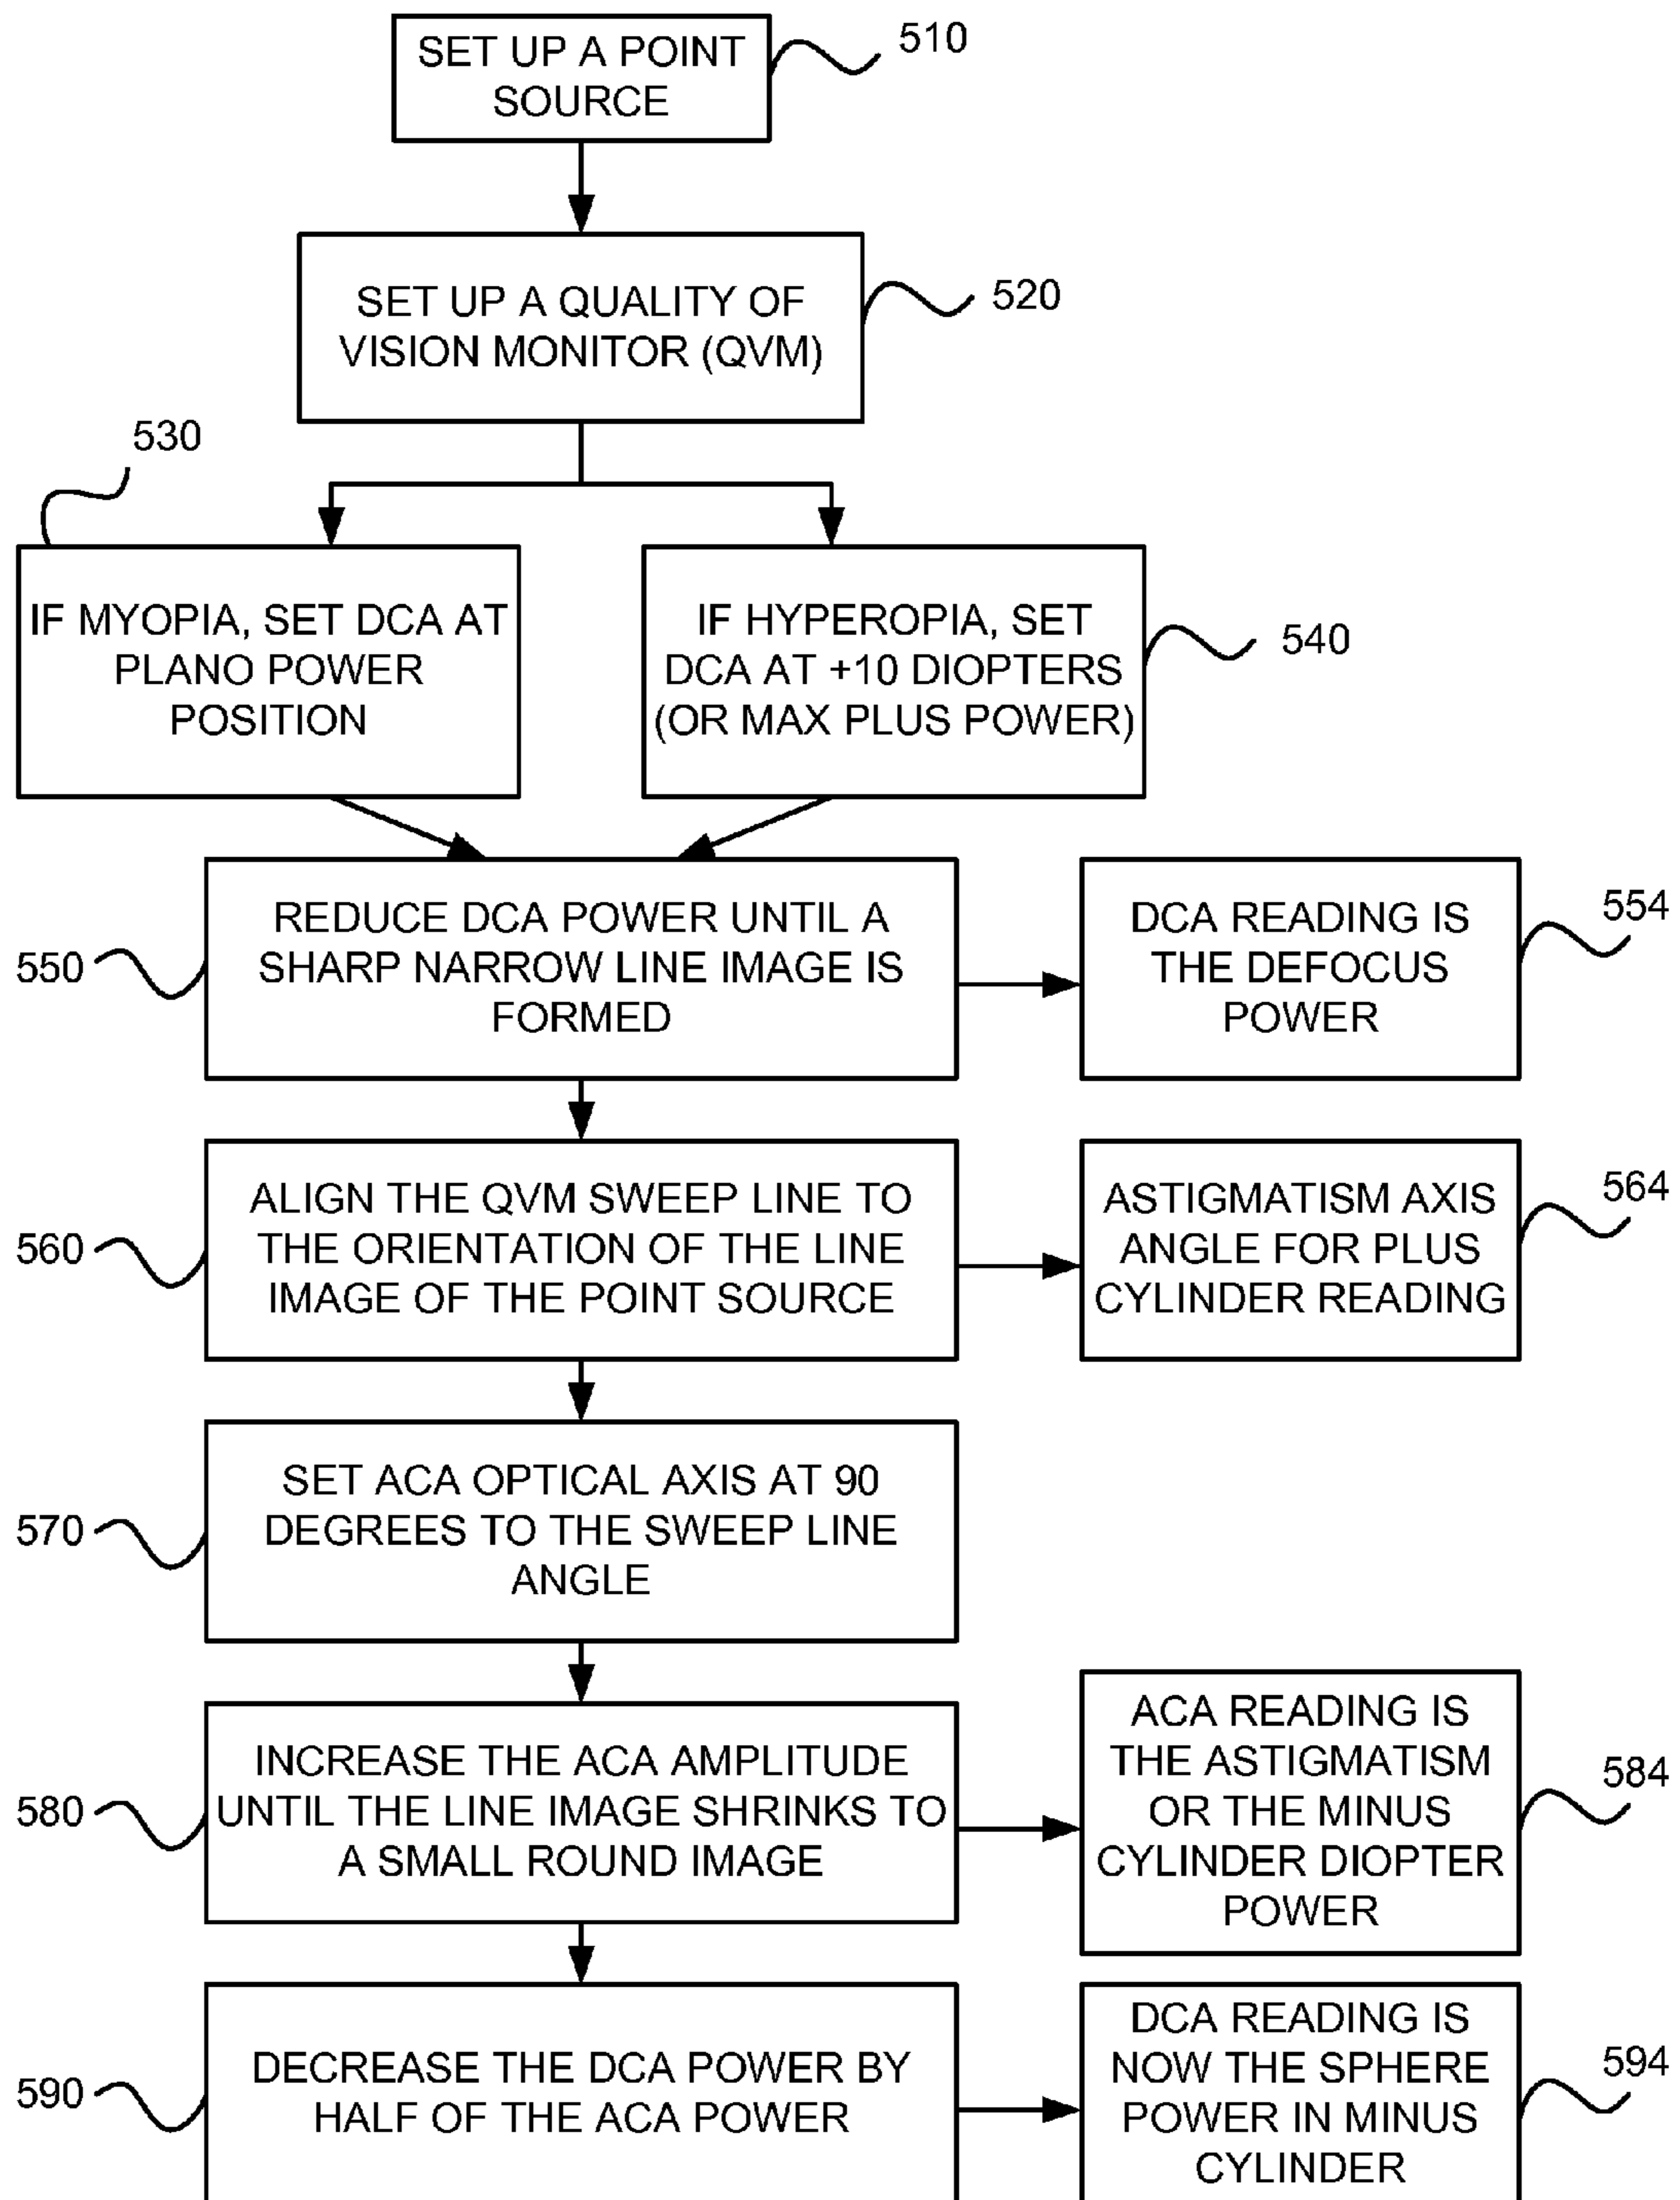 SET UP A POINT
SOURCE
510
SET UP A QUALITY OF
VISION MONITOR (QVM)
520
530
IF MYOPIA, SET DCA AT
PLANO POWER
POSITION
IF HYPEROPIA, SET
DCA AT +10 DIOPTERS
(OR MAX PLUS POWER)
540
550
REDUCE DCA POWER UNTIL A
SHARP NARROW LINE IMAGE IS
FORMED
DCA READING IS
THE DEFOCUS
POWER
554
560
ALIGN THE QVM SWEEP LINE TO
THE ORIENTATION OF THE LINE
IMAGE OF THE POINT SOURCE
ASTIGMATISM AXIS
ANGLE FOR PLUS
CYLINDER READING
564
570
SET ACA OPTICAL AXIS AT 90
DEGREES TO THE SWEEP LINE
ANGLE
580
INCREASE THE ACA AMPLITUDE
UNTIL THE LINE IMAGE SHRINKS TO
A SMALL ROUND IMAGE
ACA READING IS
THE ASTIGMATISM
OR THE MINUS
CYLINDER DIOPTER
POWER
584
590
DECREASE THE DCA POWER BY
HALF OF THE ACA POWER
DCA READING IS
NOW THE SPHERE
POWER IN MINUS
CYLINDER
594